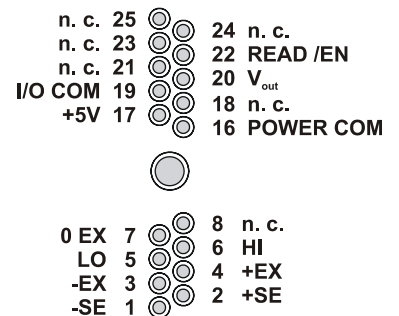 n. c. 25
24 n. c.
n. c. 23
22 READ /EN
n. c. 21
20 Vout
I/O COM 19
18 n. c.
+5V 17
16 POWER COM
8 n. c.
0 EX 7
6 HI
LO 5
4 +EX
-EX 3
2 +SE
-SE 1